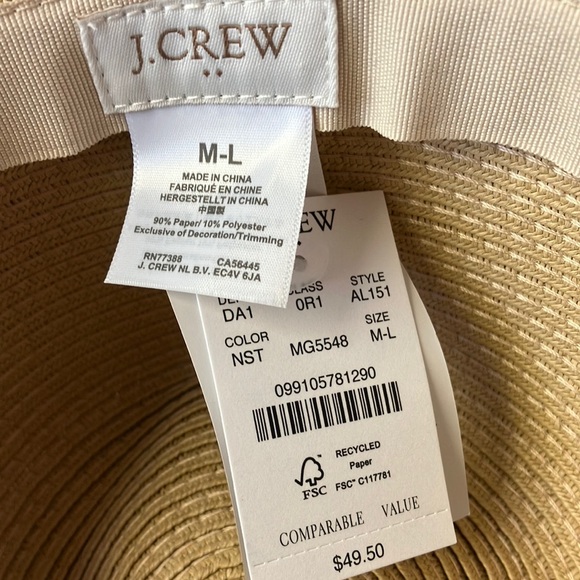 J.CREW
M-L
MADE IN CHINA
FABRIQUÉ EN CHINE
HERGESTELLT IN CHINA
中国製
90% Paper/ 10% Polyester
Exclusive of Decoration/Trimming
RN77388 CA56445
J. CREW NL B.V. EC4V 6JA
CREW
STYLE
DA1 0R1 AL151
COLOR SIZE
NST MG5548 M-L
099105781290
RECYCLED
Paper
FSC FSC® C117781
COMPARABLE VALUE
$49.50